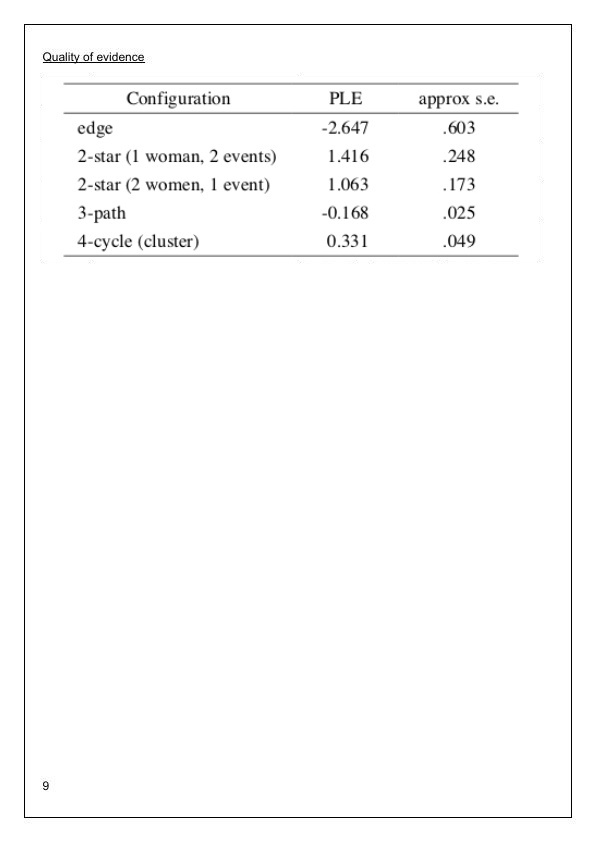 Quality of evidence
Configuration PLE approx s.e.
edge -2.647 .603
2-star (1 woman, 2 events) 1.416 .248
2-star (2 women, 1 event) 1.063 .173
3-path -0.168 .025
4-cycle (cluster) 0.331 .049
9